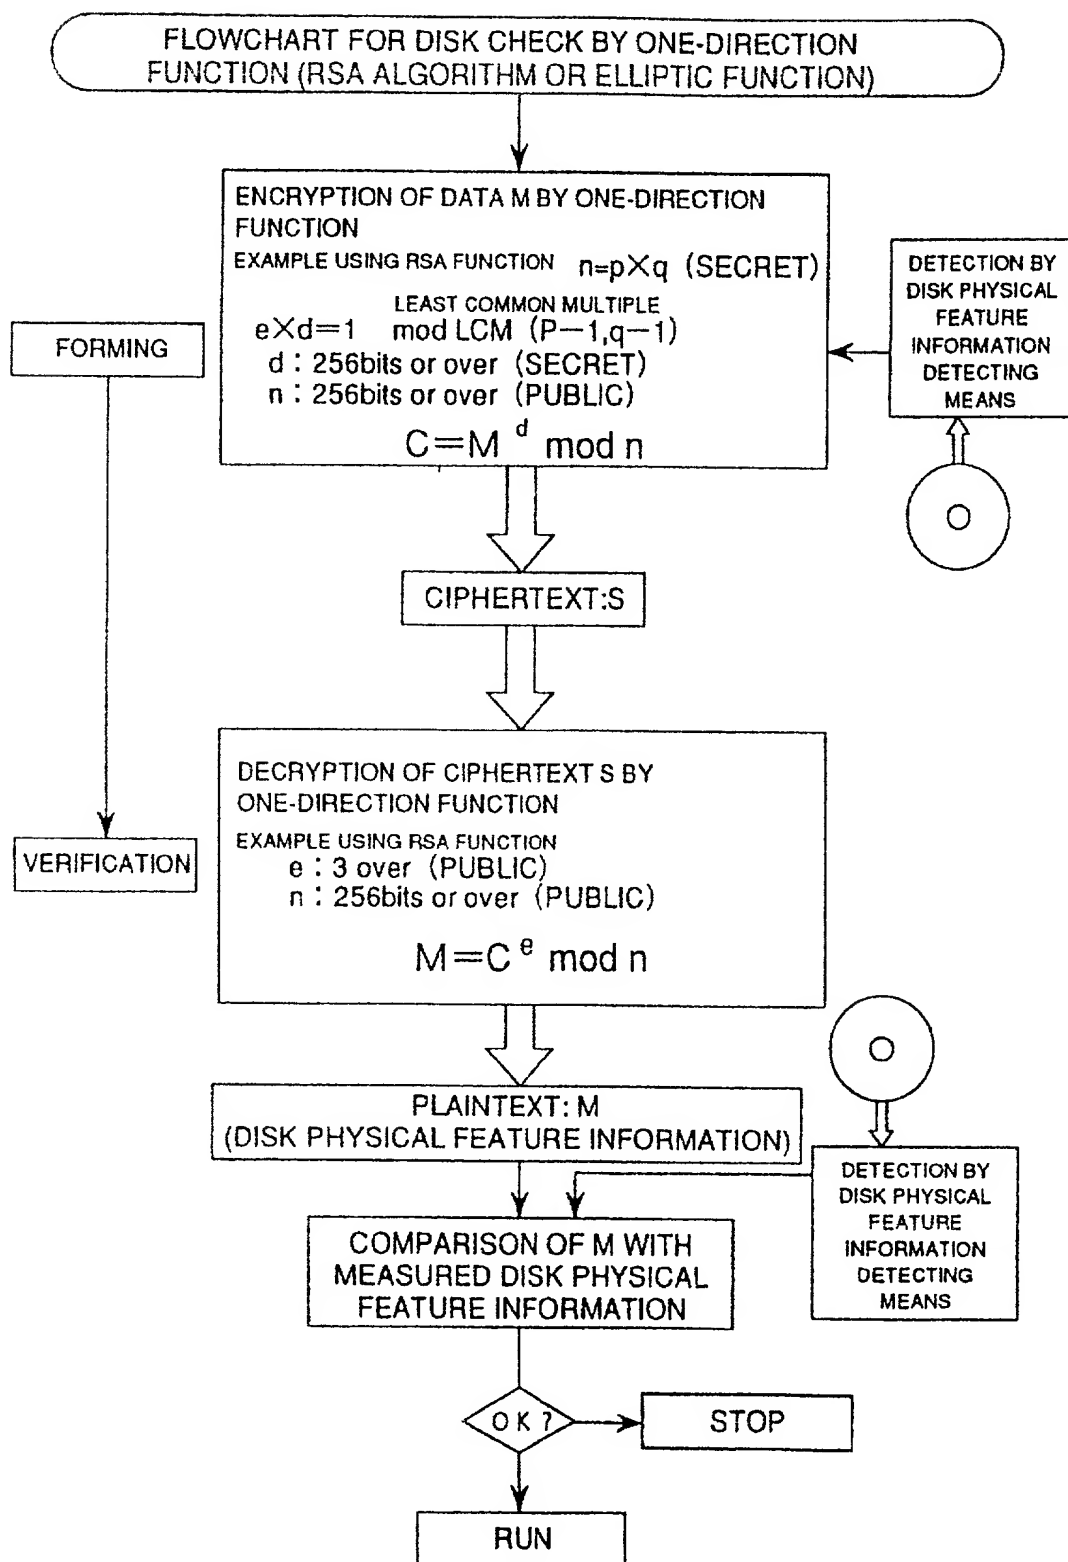 FLOWCHART FOR DISK CHECK BY ONE-DIRECTION
FUNCTION (RSA ALGORITHM OR ELLIPTIC FUNCTION)
ENCRYPTION OF DATA M BY ONE-DIRECTION
FUNCTION
EXAMPLE USING RSA FUNCTION n=p×q (SECRET)
LEAST COMMON MULTIPLE
e×d=1 mod LCM (P−1,q−1)
d : 256bits or over (SECRET)
n : 256bits or over (PUBLIC)
C=M^d mod n
DETECTION BY
DISK PHYSICAL
FEATURE
INFORMATION
DETECTING
MEANS
FORMING
CIPHERTEXT:S
DECRYPTION OF CIPHERTEXT S BY
ONE-DIRECTION FUNCTION
EXAMPLE USING RSA FUNCTION
e : 3 over (PUBLIC)
n : 256bits or over (PUBLIC)
M=C^e mod n
VERIFICATION
PLAINTEXT: M
(DISK PHYSICAL FEATURE INFORMATION)
DETECTION BY
DISK PHYSICAL
FEATURE
INFORMATION
DETECTING
MEANS
COMPARISON OF M WITH
MEASURED DISK PHYSICAL
FEATURE INFORMATION
OK?
STOP
RUN